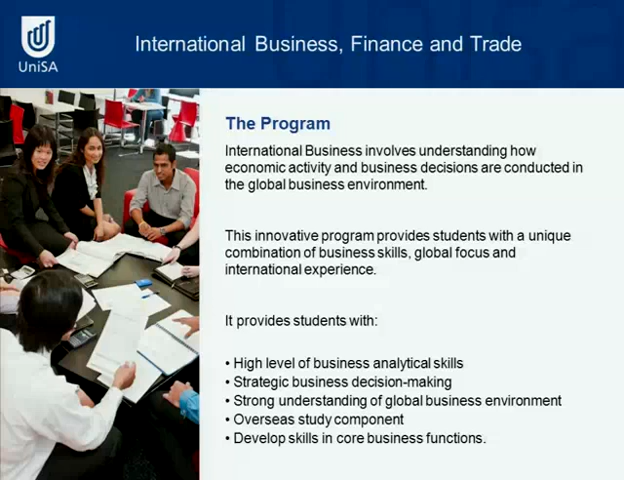 UniSA
International Business, Finance and Trade
The Program
International Business involves understanding how
economic activity and business decisions are conducted in
the global business environment.
This innovative program provides students with a unique
combination of business skills, global focus and
international experience.
It provides students with:
• High level of business analytical skills
• Strategic business decision-making
• Strong understanding of global business environment
• Overseas study component
• Develop skills in core business functions.